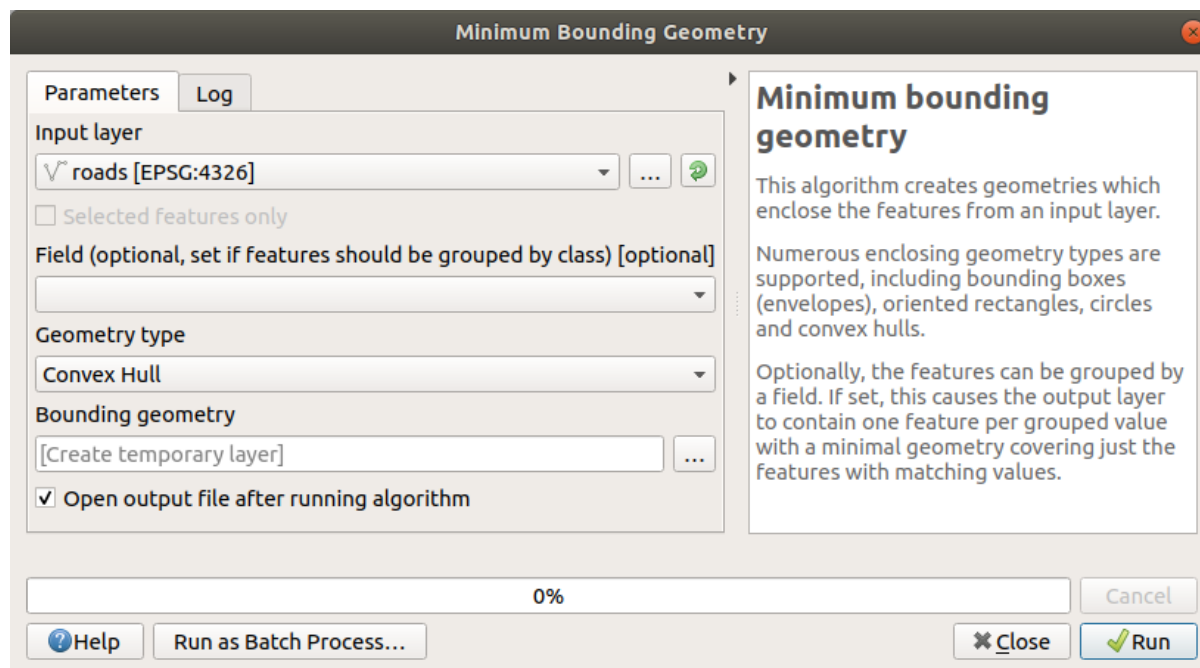 Minimum Bounding Geometry
Parameters
Log
Input layer
roads [EPSG:4326]
...
Selected features only
Field (optional, set if features should be grouped by class) [optional]
Geometry type
Convex Hull
Bounding geometry
[Create temporary layer]
...
Open output file after running algorithm
Minimum bounding
geometry
This algorithm creates geometries which
enclose the features from an input layer.
Numerous enclosing geometry types are
supported, including bounding boxes
(envelopes), oriented rectangles, circles
and convex hulls.
Optionally, the features can be grouped by
a field. If set, this causes the output layer
to contain one feature per grouped value
with a minimal geometry covering just the
features with matching values.
0%
Cancel
Help
Run as Batch Process...
Close
Run